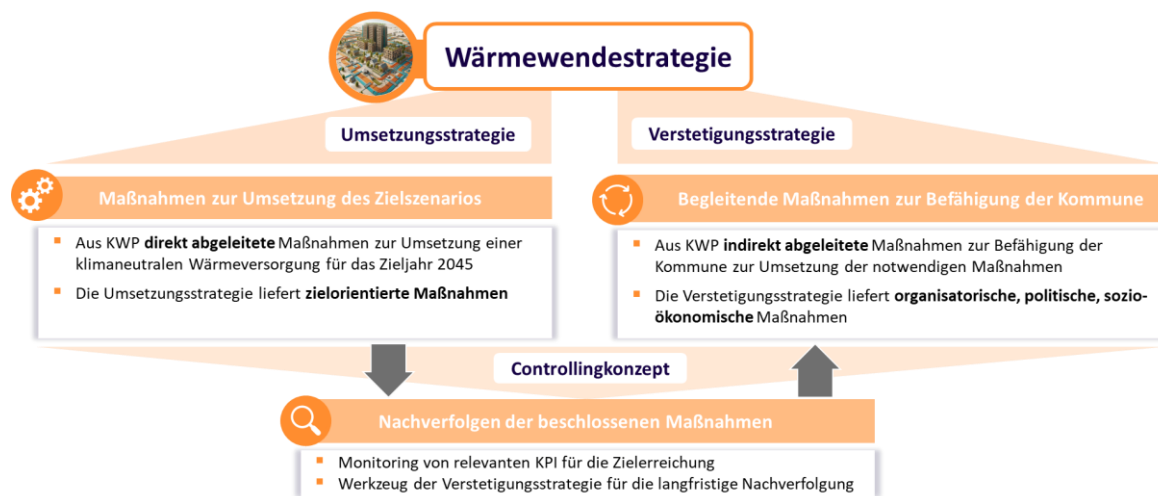 Wärmewendestrategie
Umsetzungsstrategie
Verstetigungsstrategie
Maßnahmen zur Umsetzung des Zielszenarios
▪ Aus KWP direkt abgeleitete Maßnahmen zur Umsetzung einer
klimaneutralen Wärmeversorgung für das Zieljahr 2045
▪ Die Umsetzungsstrategie liefert zielorientierte Maßnahmen
Begleitende Maßnahmen zur Befähigung der Kommune
▪ Aus KWP indirekt abgeleitete Maßnahmen zur Befähigung der
Kommune zur Umsetzung der notwendigen Maßnahmen
▪ Die Verstetigungsstrategie liefert organisatorische, politische, sozio-
ökonomische Maßnahmen
Controllingkonzept
Nachverfolgen der beschlossenen Maßnahmen
▪ Monitoring von relevanten KPI für die Zielerreichung
▪ Werkzeug der Verstetigungsstrategie für die langfristige Nachverfolgung